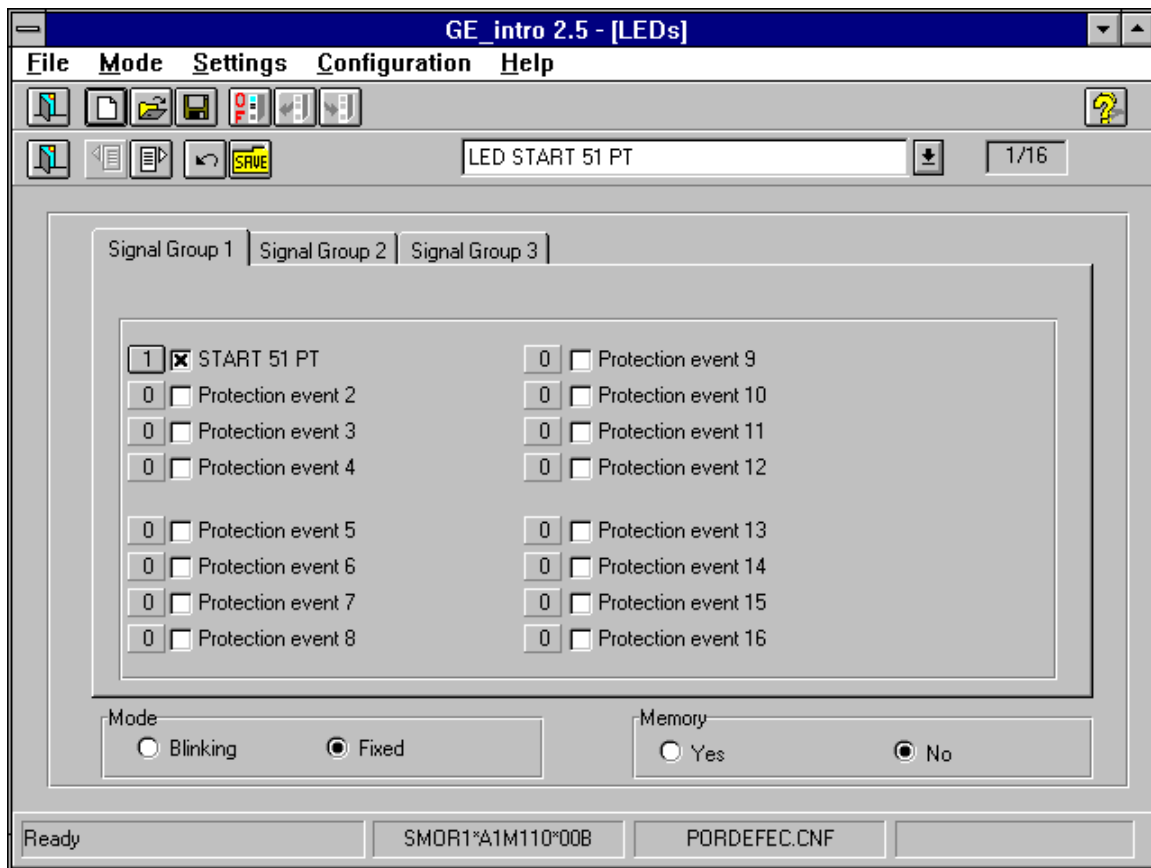 GE_intro 2.5 - [LEDs]
File Mode Settings Configuration Help
OF
SAVE LED START 51 PT 1/16
Signal Group 1 Signal Group 2 Signal Group 3
1 START 51 PT 0 Protection event 9
0 Protection event 2 0 Protection event 10
0 Protection event 3 0 Protection event 11
0 Protection event 4 0 Protection event 12
0 Protection event 5 0 Protection event 13
0 Protection event 6 0 Protection event 14
0 Protection event 7 0 Protection event 15
0 Protection event 8 0 Protection event 16
Mode Memory
Blinking Fixed Yes No
Ready SMOR1*A1M110*00B PORDEFEC.CNF